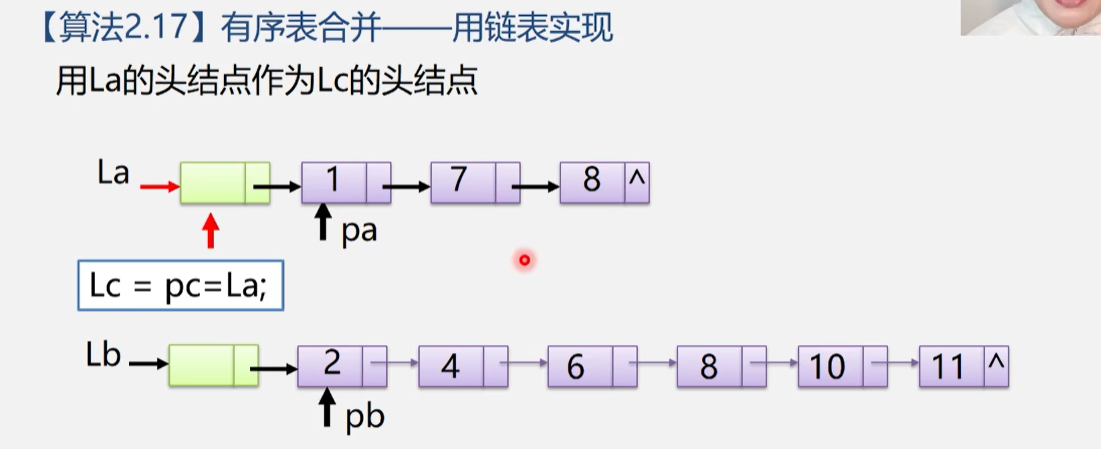 【算法2.17】有序表合并——用链表实现
用La的头结点作为Lc的头结点
La 1 7 8 ^
pa
Lc = pc=La;
Lb 2 4 6 8 10 11 ^
pb